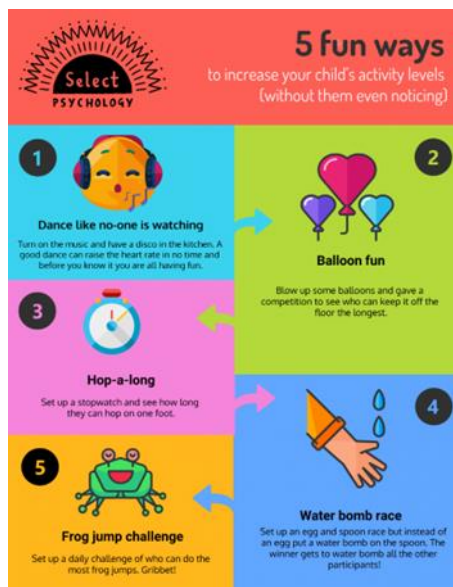 Select
PSYCHOLOGY
5 fun ways
to increase your child's activity levels
(without them even noticing)
1
Dance like no-one is watching
Turn on the music and have a disco in the kitchen. A
good dance can raise the heart rate in no time and
before you know it you are all having fun.
2
Balloon fun
Blow up some balloons and gave a
competition to see who can keep it off the
floor the longest.
3
Hop-a-long
Set up a stopwatch and see how long
they can hop on one foot.
4
Water bomb race
Set up an egg and spoon race but instead of
an egg put a water bomb on the spoon. The
winner gets to water bomb all the other
participants!
5
Frog jump challenge
Set up a daily challenge of who can do the
most frog jumps. Gribbet!